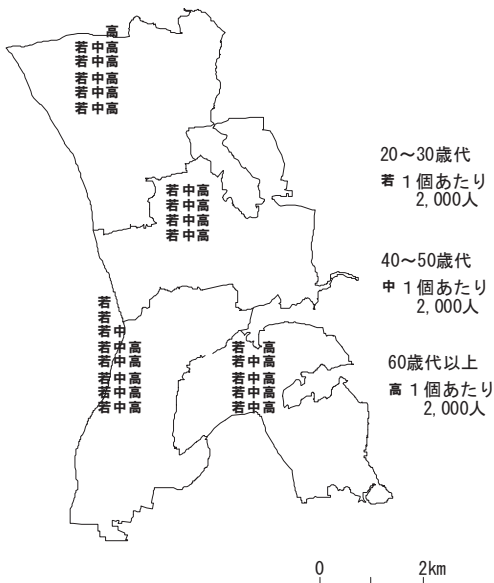 高
若中高
若中高
若中高
若中高
若中高
若中高
若中高
若中高
若中高
若
若
若中
若中高
若中高
若中高
若中高
若中高
若 高
若中高
若中高
若中高
若中高
20～30歳代
若 1個あたり
2,000人
40～50歳代
中 1個あたり
2,000人
60歳代以上
高 1個あたり
2,000人
0 2km